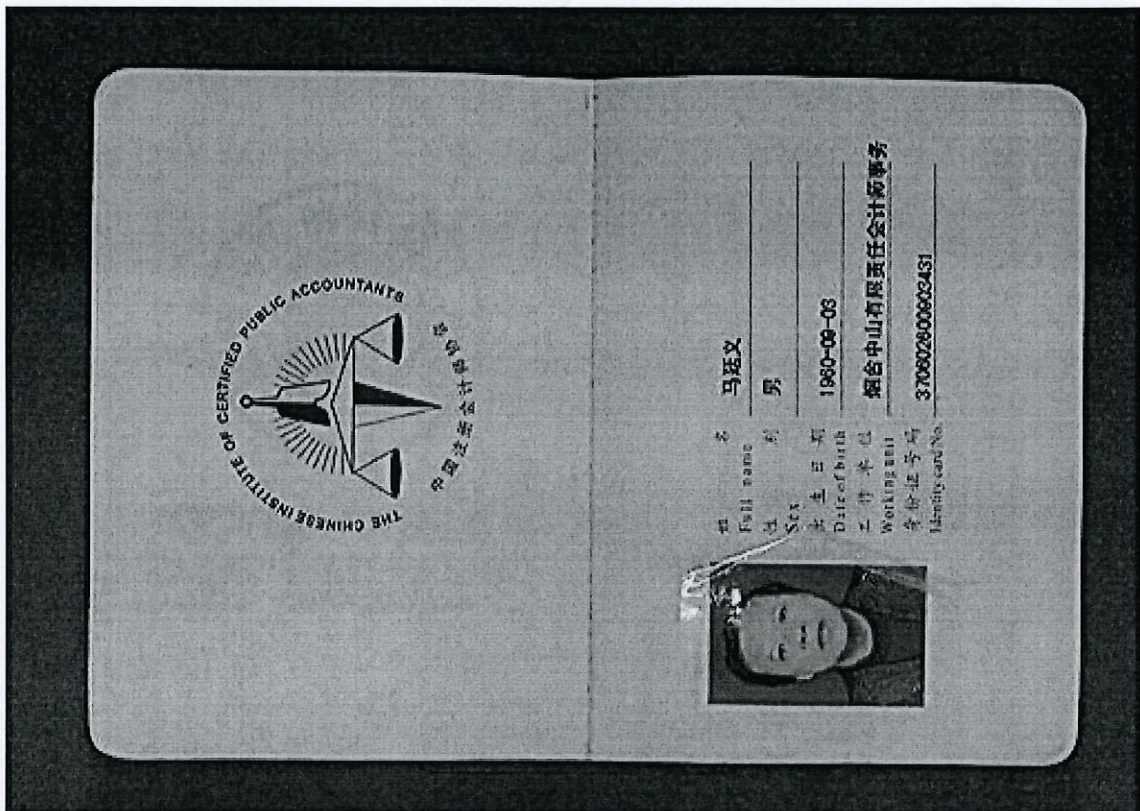 THE CHINESE INSTITUTE OF CERTIFIED PUBLIC ACCOUNTANTS
中国注册会计师协会
姓 名 马廷文
Full name
性 别 男
Sex
出 生 日 期 1960-09-03
Date of birth
工 作 单 位 烟台中山有限责任会计师事务
Working unit
身份证号码 370602600903431
Identity card No.